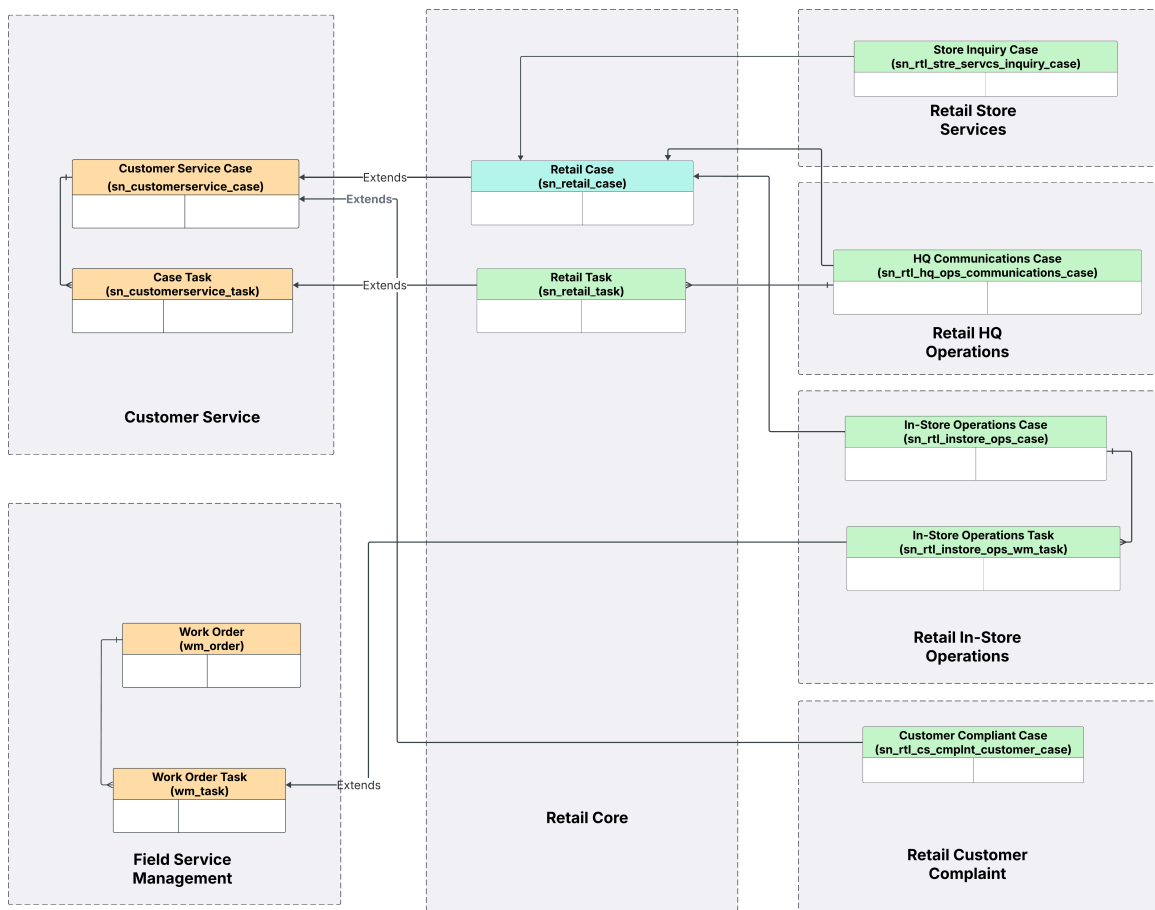 Store Inquiry Case
(sn_rtl_stre_servcs_inquiry_case)
Retail Store
Services
Customer Service Case
(sn_customerservice_case)
Extends
Extends
Retail Case
(sn_retail_case)
Case Task
(sn_customerservice_task)
Extends
Retail Task
(sn_retail_task)
HQ Communications Case
(sn_rtl_hq_ops_communications_case)
Retail HQ
Operations
Customer Service
In-Store Operations Case
(sn_rtl_instore_ops_case)
In-Store Operations Task
(sn_rtl_instore_ops_wm_task)
Retail In-Store
Operations
Work Order
(wm_order)
Work Order Task
(wm_task)
Extends
Field Service
Management
Retail Core
Customer Compliant Case
(sn_rtl_cs_cmplnt_customer_case)
Retail Customer
Complaint